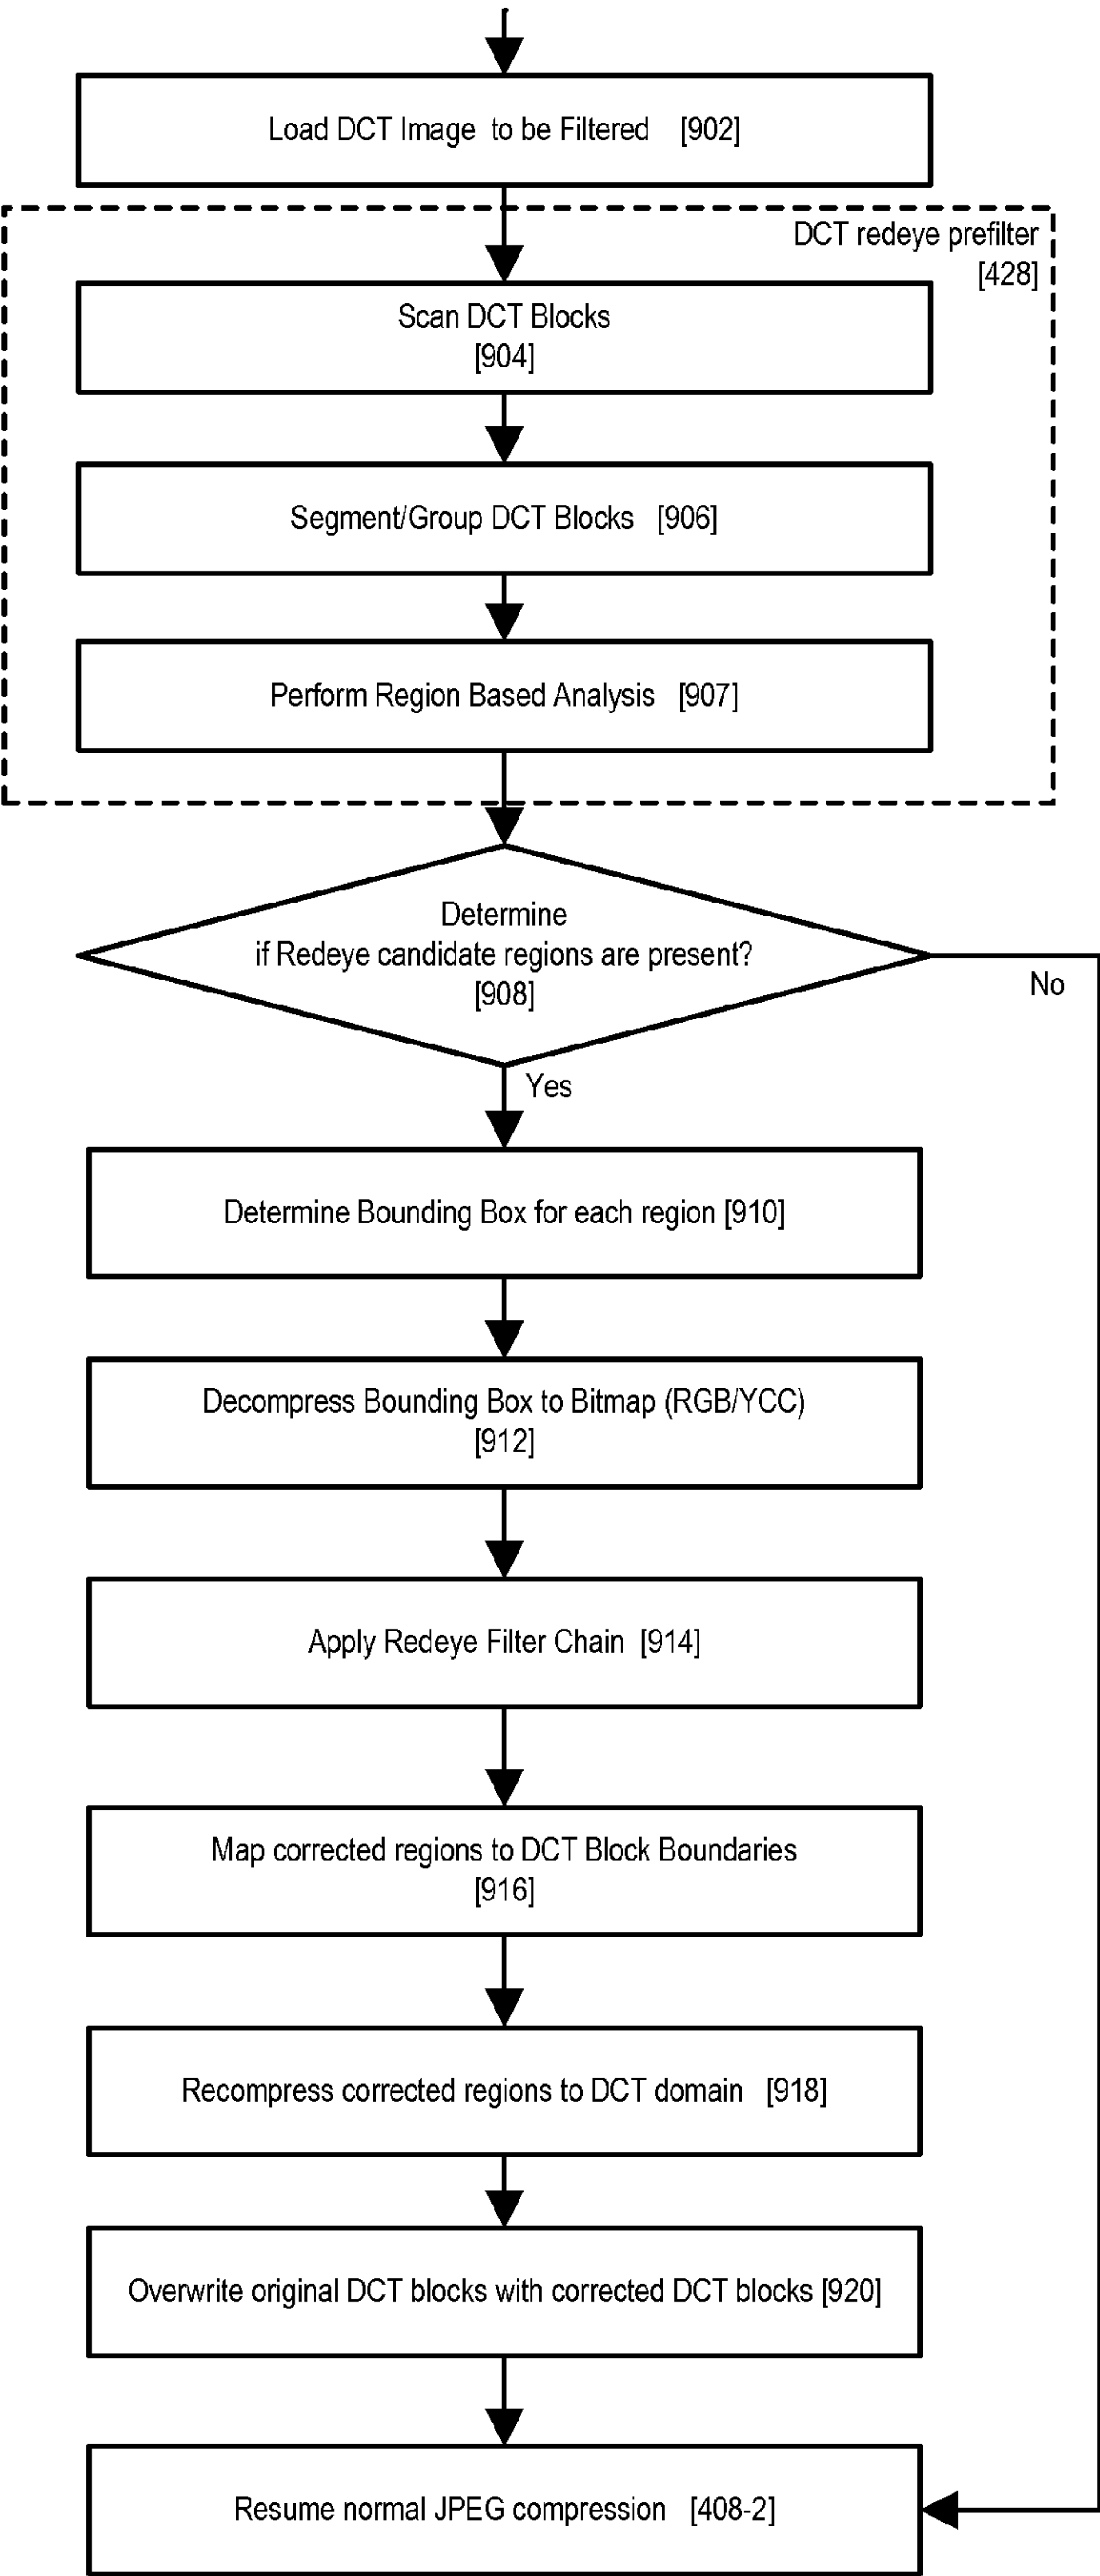 Load DCT Image to be Filtered [902]
DCT redeye prefilter
[428]
Scan DCT Blocks
[904]
Segment/Group DCT Blocks [906]
Perform Region Based Analysis [907]
Determine
if Redeye candidate regions are present?
[908]
No
Yes
Determine Bounding Box for each region [910]
Decompress Bounding Box to Bitmap (RGB/YCC)
[912]
Apply Redeye Filter Chain [914]
Map corrected regions to DCT Block Boundaries
[916]
Recompress corrected regions to DCT domain [918]
Overwrite original DCT blocks with corrected DCT blocks [920]
Resume normal JPEG compression [408-2]